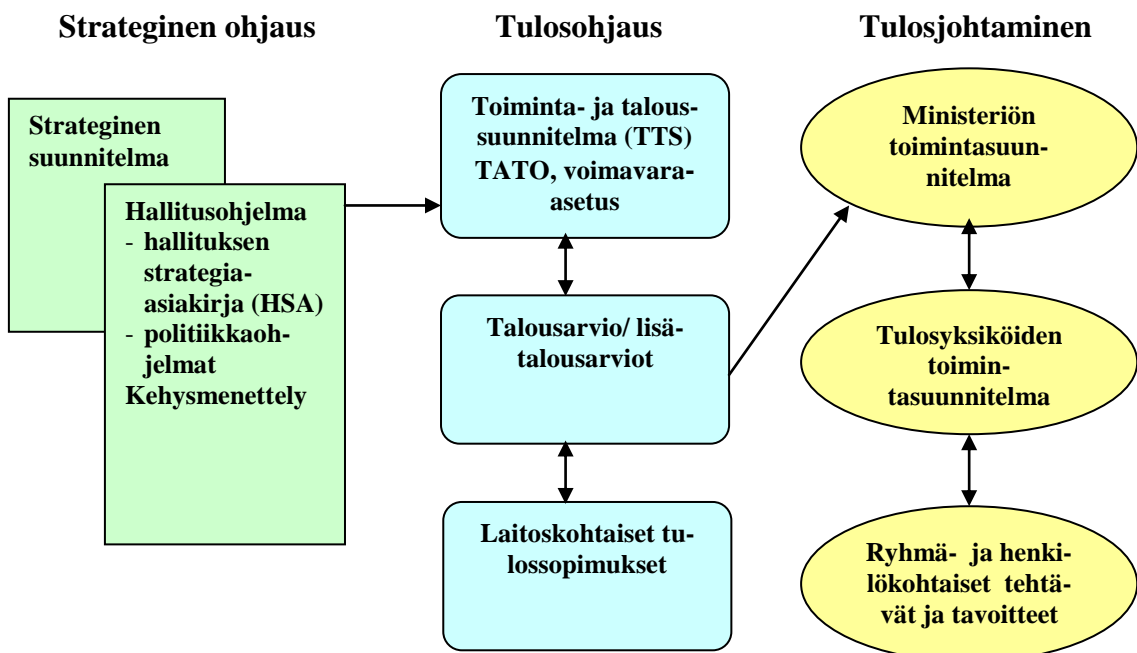 Strateginen ohjaus
Tulosohjaus
Tulosjohtaminen
Strateginen
suunnitelma
Hallitusohjelma
- hallituksen
strategia-
asiakirja (HSA)
- politiikkaoh-
jelmat
Kehysmenettely
Toiminta- ja talous-
suunnitelma (TTS)
TATO, voimavara-
asetus
Talousarvio/ lisä-
talousarviot
Laitoskohtaiset tu-
lossopimukset
Ministeriön
toimintasuun-
nitelma
Tulosyksiköiden
toimin-
tasuunnitelma
Ryhmä- ja henki-
lökohtaiset tehtä-
vät ja tavoitteet